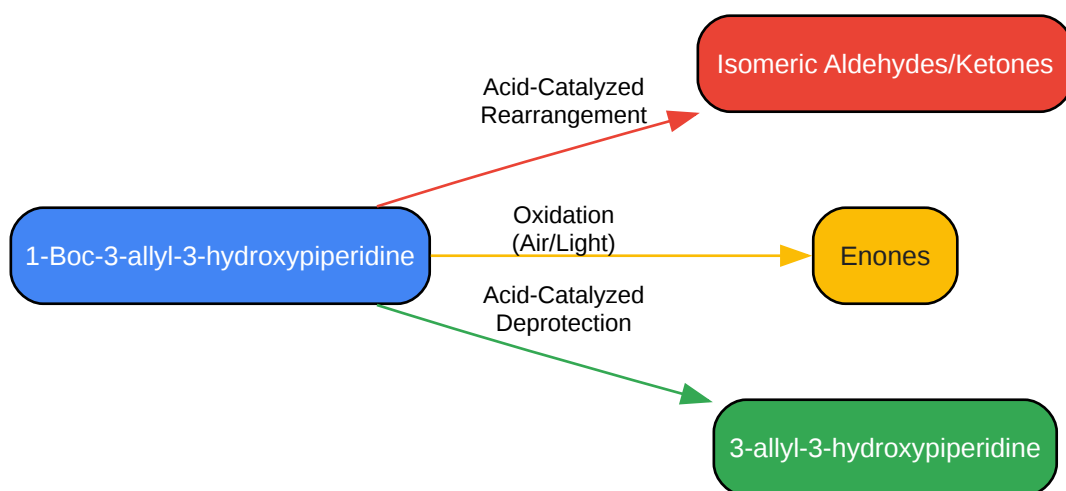 Isomeric Aldehydes/Ketones
Acid-Catalyzed
Rearrangement
1-Boc-3-allyl-3-hydroxypiperidine
Oxidation
(Air/Light)
Enones
Acid-Catalyzed
Deprotection
3-allyl-3-hydroxypiperidine